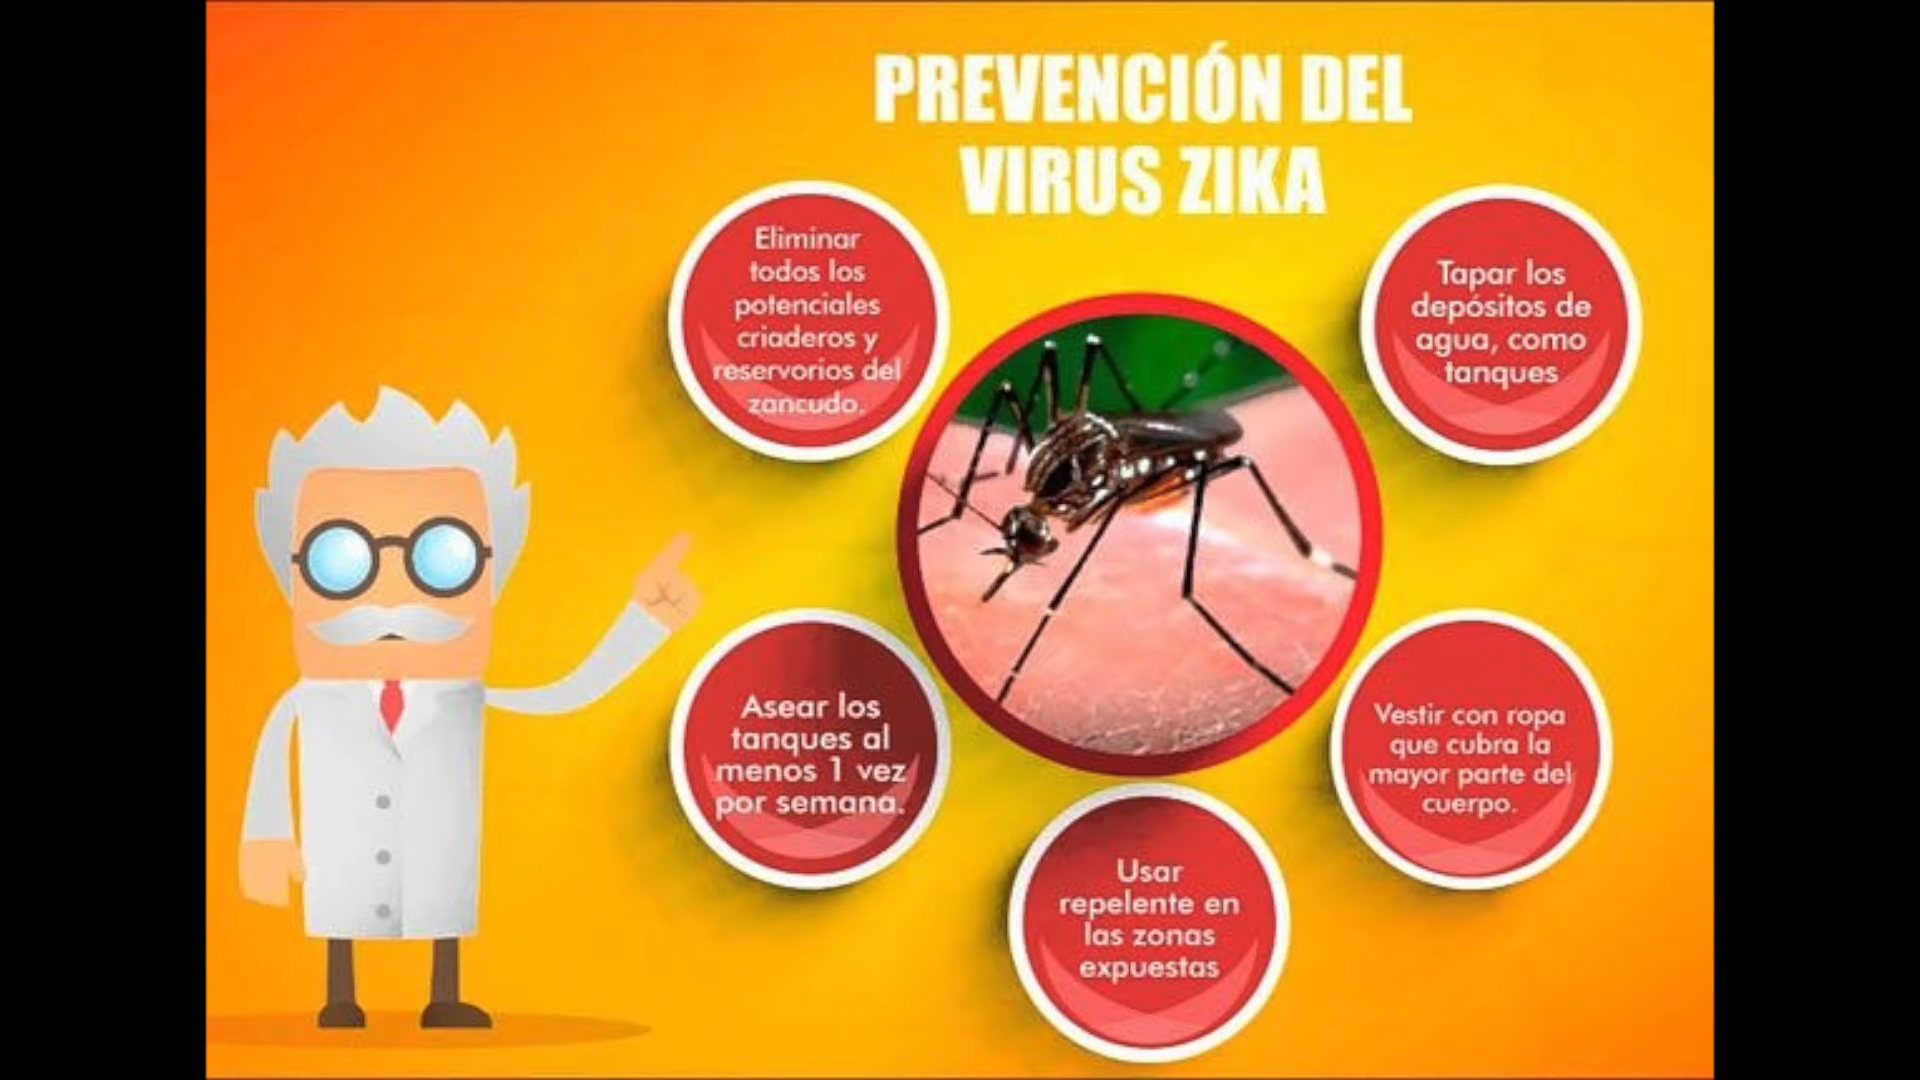 PREVENCIÓN DEL
VIRUS ZIKA
Eliminar
todos los
potenciales
criaderos y
reservorios del
zancudo.
Tapar los
depósitos de
agua, como
tanques
Asear los
tanques al
menos 1 vez
por semana.
Vestir con ropa
que cubra la
mayor parte del
cuerpo.
Usar
repelente en
las zonas
expuestas